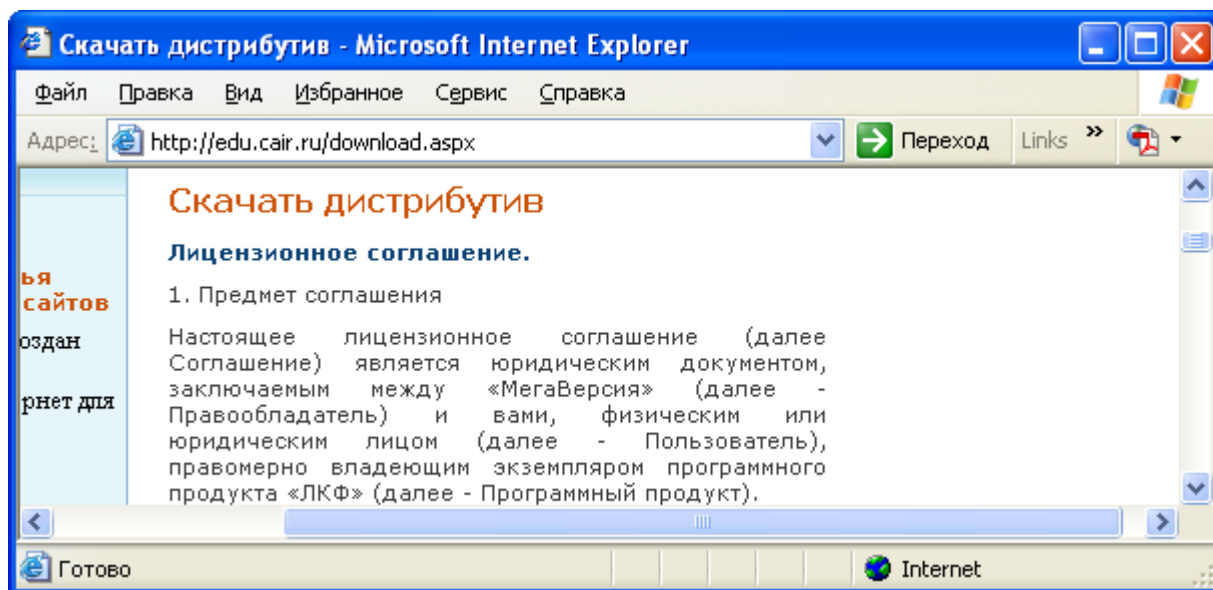 Скачать дистрибутив - Microsoft Internet Explorer
Файл Правка Вид Избранное Сервис Справка
Адрес: http://edu.cair.ru/download.aspx Переход Links »
Скачать дистрибутив
Лицензионное соглашение.
ья
сайтов
1. Предмет соглашения
оздан
рнет для
Настоящее лицензионное соглашение (далее
Соглашение) является юридическим документом,
заключаемым между «МегаВерсия» (далее -
Правообладатель) и вами, физическим или
юридическим лицом (далее - Пользователь),
правомерно владеющим экземпляром программного
продукта «ЛКФ» (далее - Программный продукт).
Готово Internet